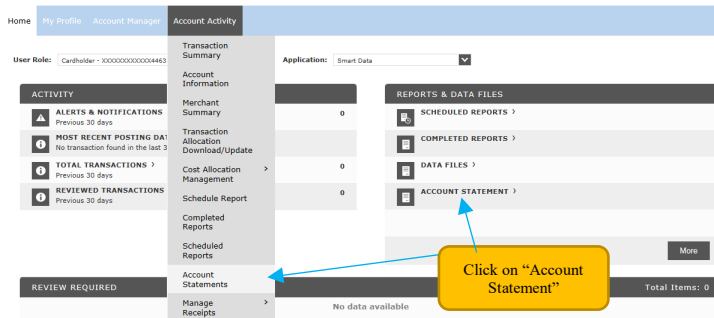 Home My Profile Account Manager Account Activity
User Role: Cardholder - XXXXXXXXXXXX4463
Application: Smart Data
Transaction
Summary
Account
Information
Merchant
Summary
Transaction
Allocation
Download/Update
Cost Allocation >
Management
Schedule Report
Completed
Reports
Scheduled
Reports
Account
Statements
Manage >
Receipts
ACTIVITY
ALERTS & NOTIFICATIONS 0
Previous 30 days
MOST RECENT POSTING DAT
No transaction found in the last 3
TOTAL TRANSACTIONS > 0
Previous 30 days
REVIEWED TRANSACTIONS 0
Previous 30 days
REPORTS & DATA FILES
SCHEDULED REPORTS >
COMPLETED REPORTS >
DATA FILES >
ACCOUNT STATEMENT >
More
Click on “Account
Statement”
REVIEW REQUIRED
Total Items: 0
No data available